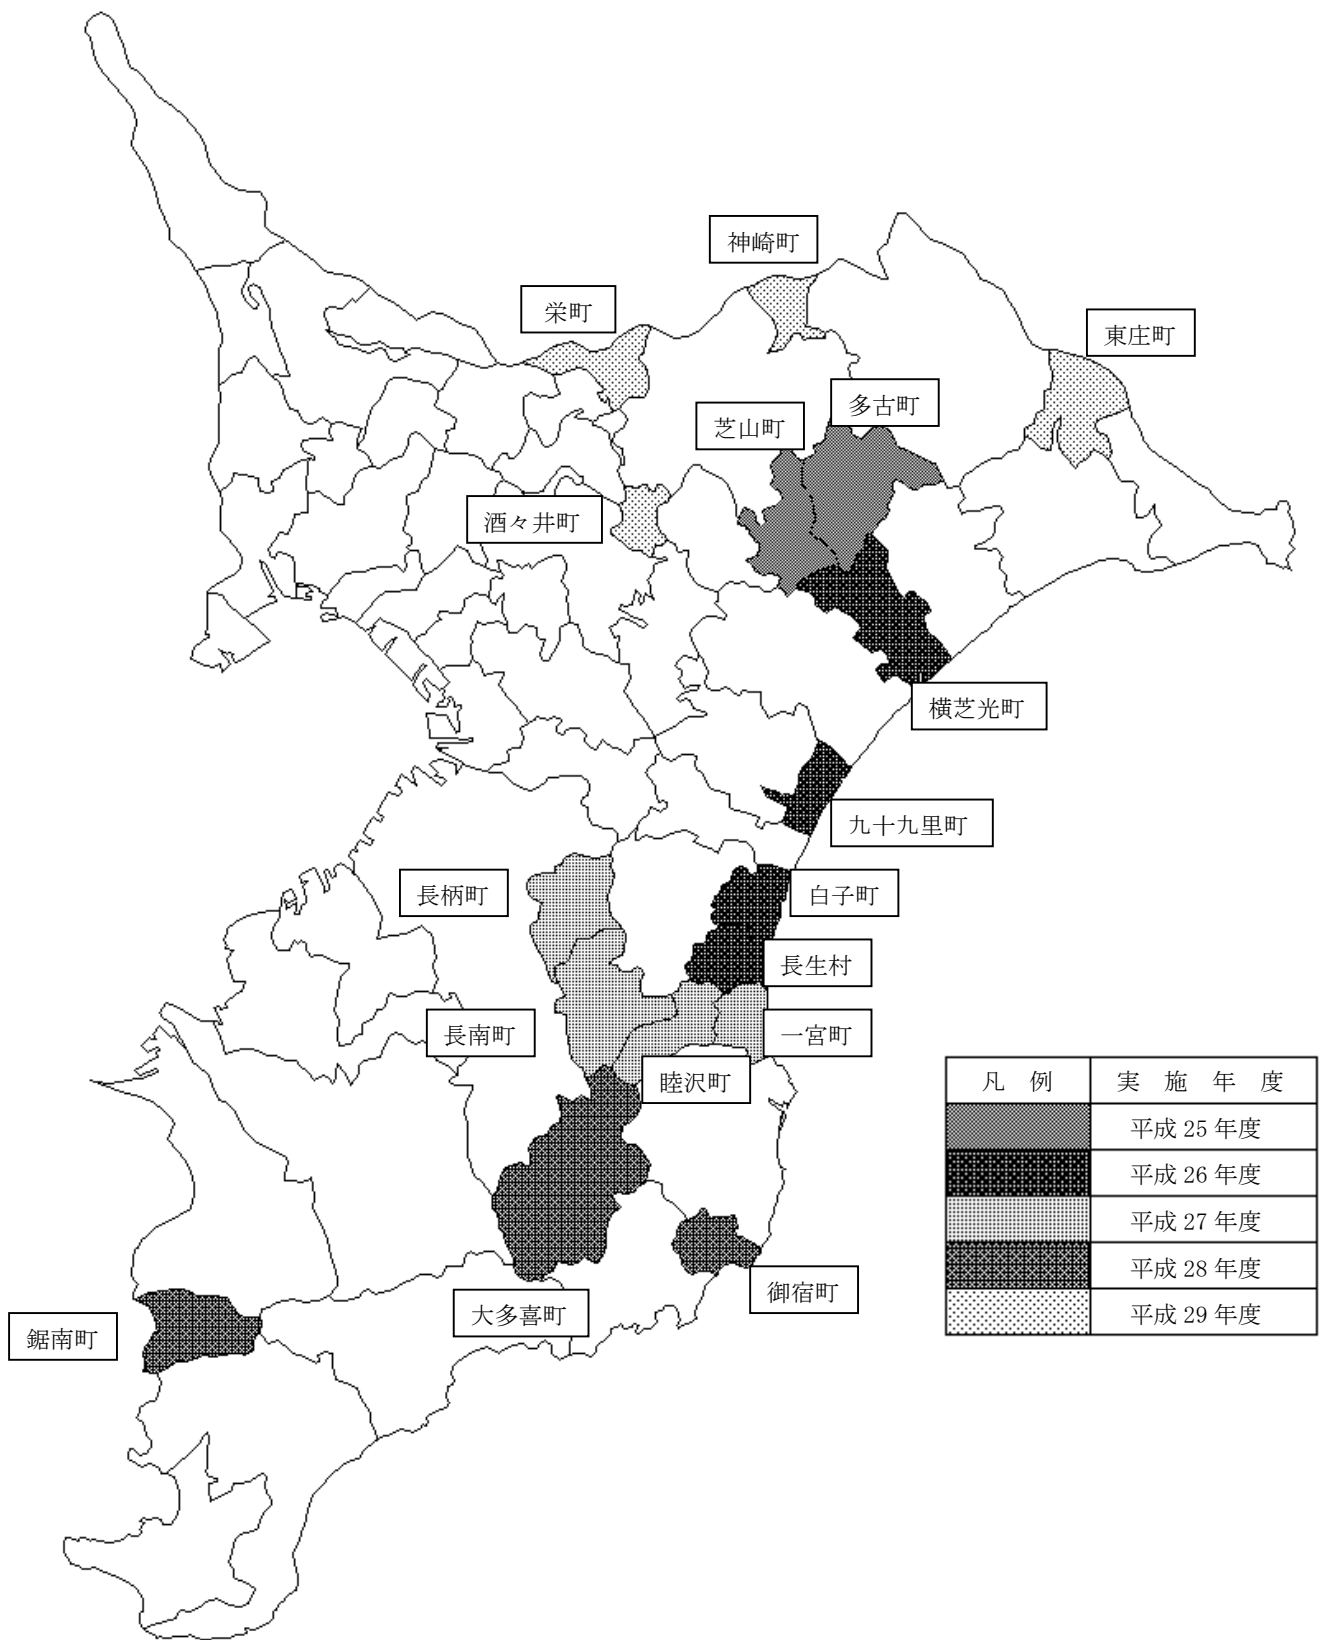 神崎町
栄町
東庄町
多古町
芝山町
酒々井町
横芝光町
九十九里町
長柄町
白子町
長生村
長南町
一宮町
睦沢町
御宿町
大多喜町
鋸南町
凡 例 実 施 年 度
平成 25 年度
平成 26 年度
平成 27 年度
平成 28 年度
平成 29 年度